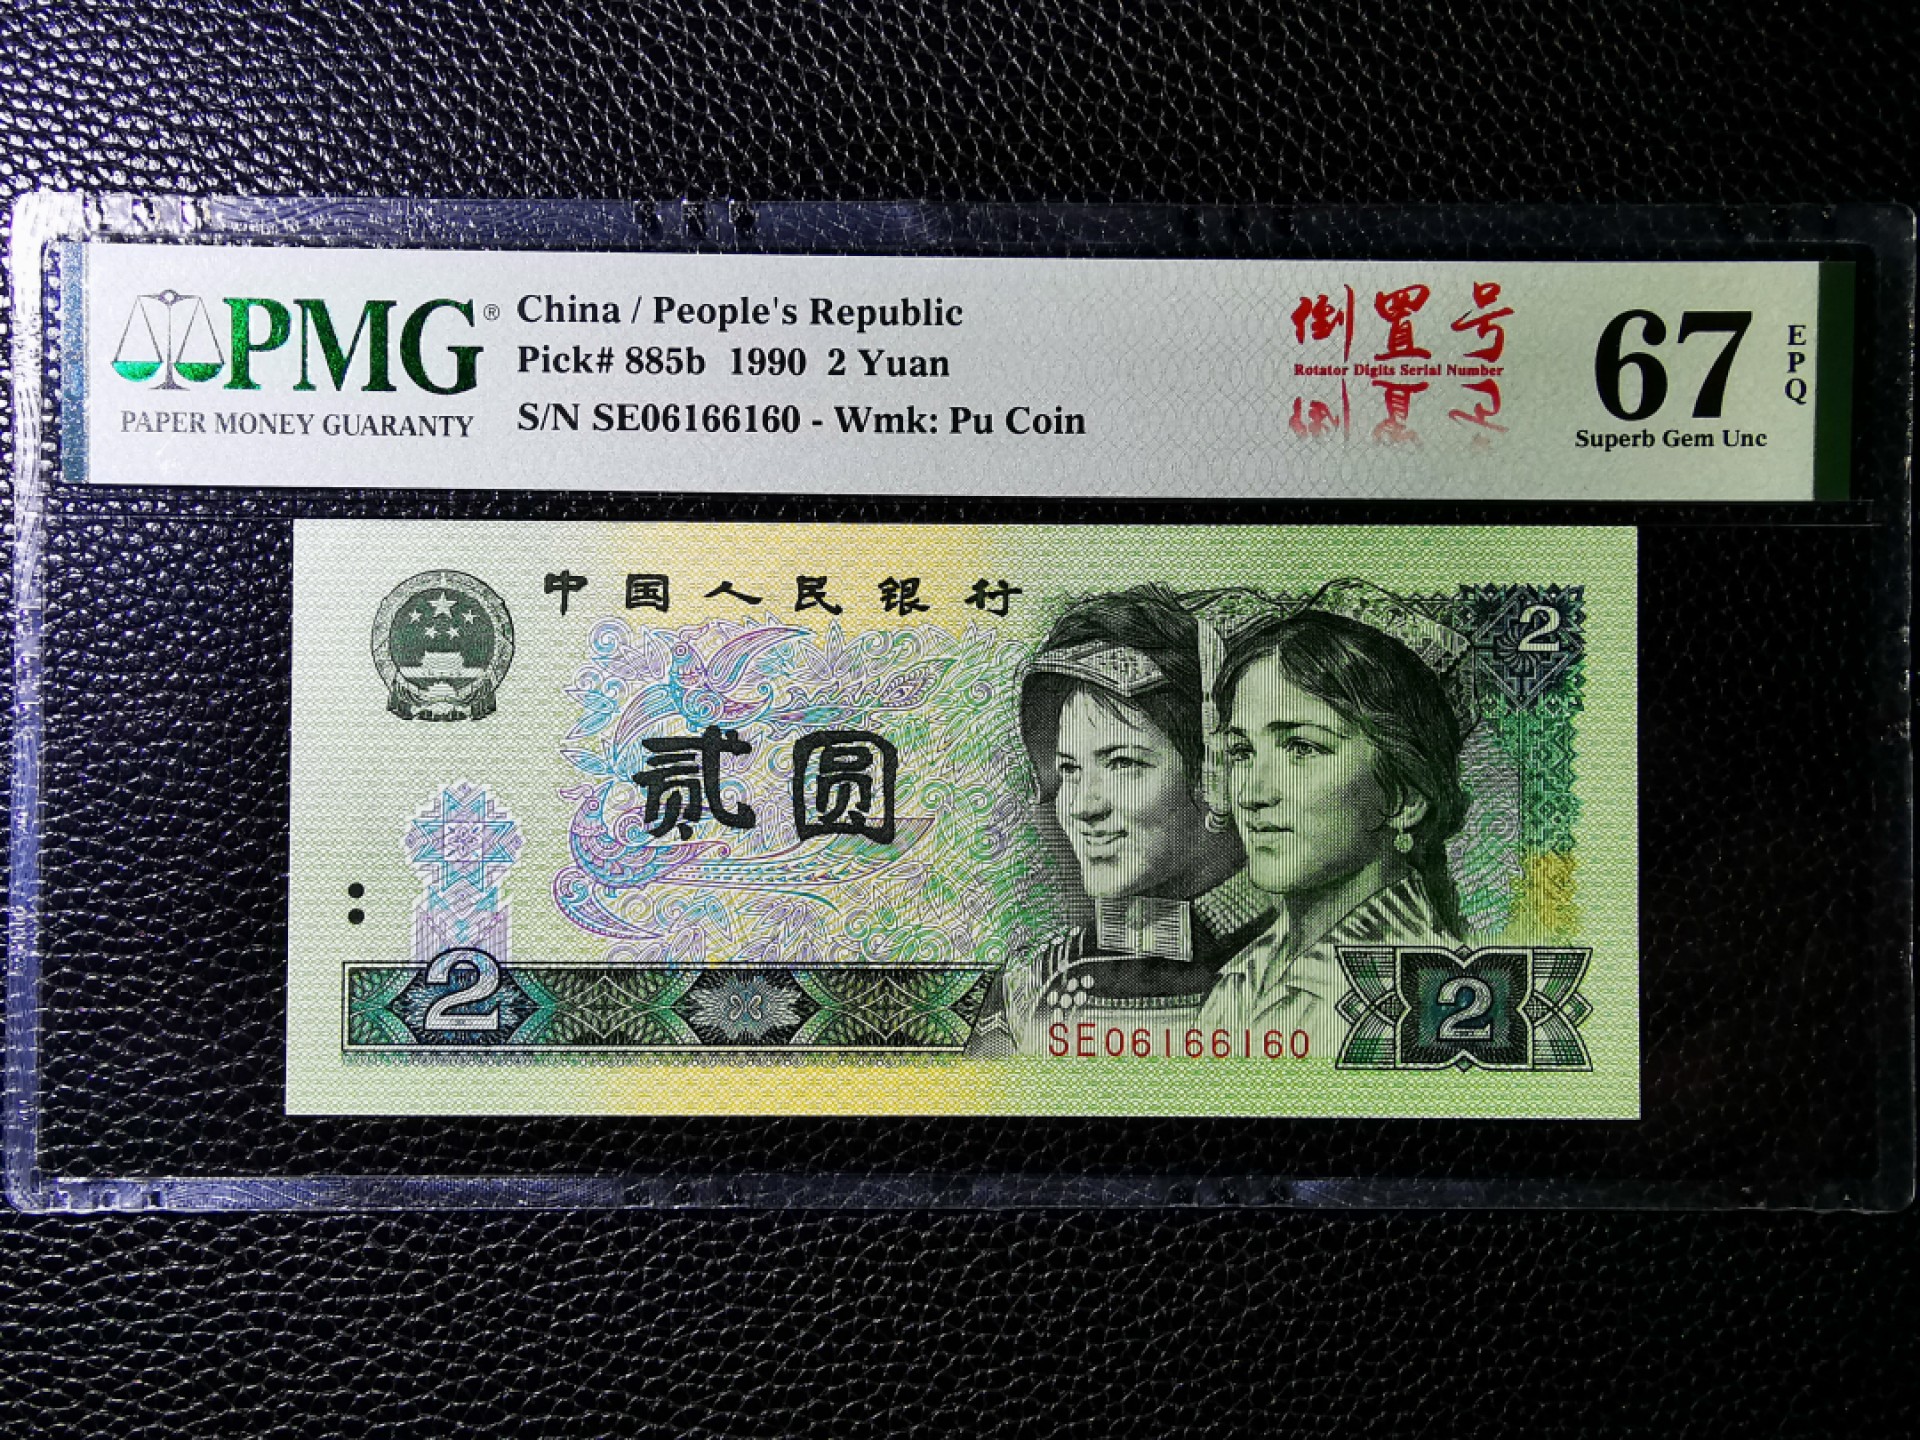 PMG®
PAPER MONEY GUARANTY
China / People's Republic
Pick# 885b 1990 2 Yuan
S/N SE06166160 - Wmk: Pu Coin
倒置号
Rotator Digits Serial Number
67
EPQ
Superb Gem Unc
中国人民银行
2
贰圆
2
2
SE06166160